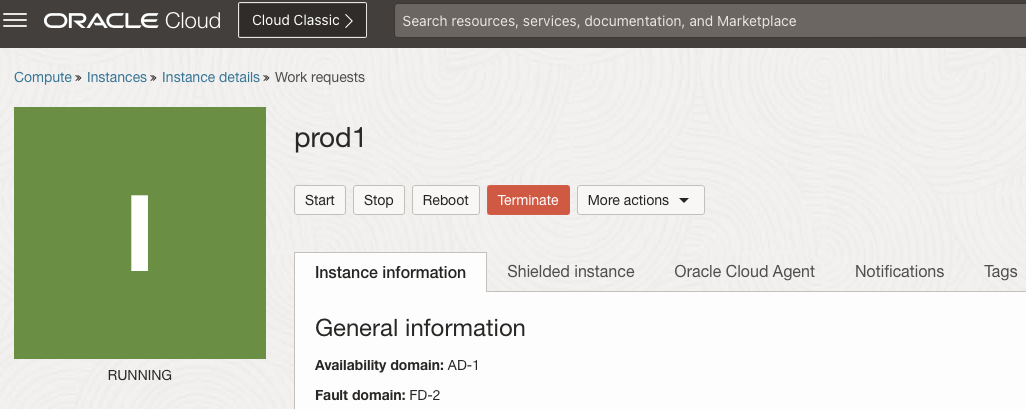 ORACLE Cloud Cloud Classic > Search resources, services, documentation, and Marketplace
Compute » Instances » Instance details » Work requests
I
RUNNING
prod1
Start Stop Reboot Terminate More actions
Instance information Shielded instance Oracle Cloud Agent Notifications Tags
General information
Availability domain: AD-1
Fault domain: FD-2